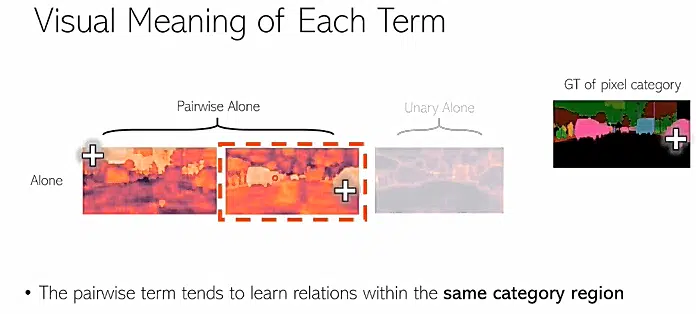 Visual Meaning of Each Term
GT of pixel category
Pairwise Alone
Unary Alone
Alone
• The pairwise term tends to learn relations within the same category region